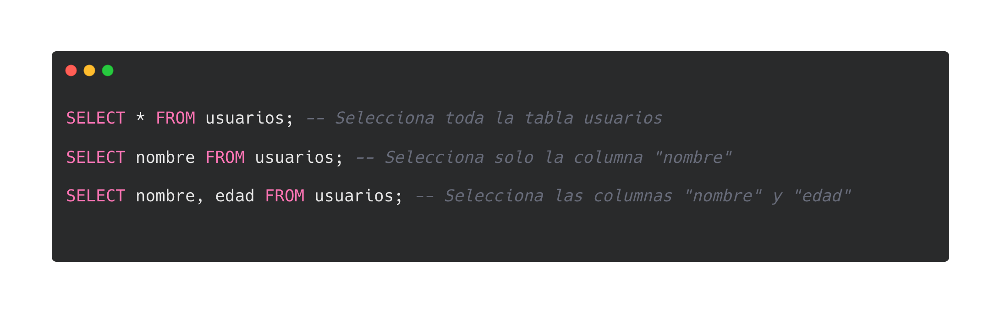 SELECT * FROM usuarios; -- Selecciona toda la tabla usuarios
SELECT nombre FROM usuarios; -- Selecciona solo la columna "nombre"
SELECT nombre, edad FROM usuarios; -- Selecciona las columnas "nombre" y "edad"